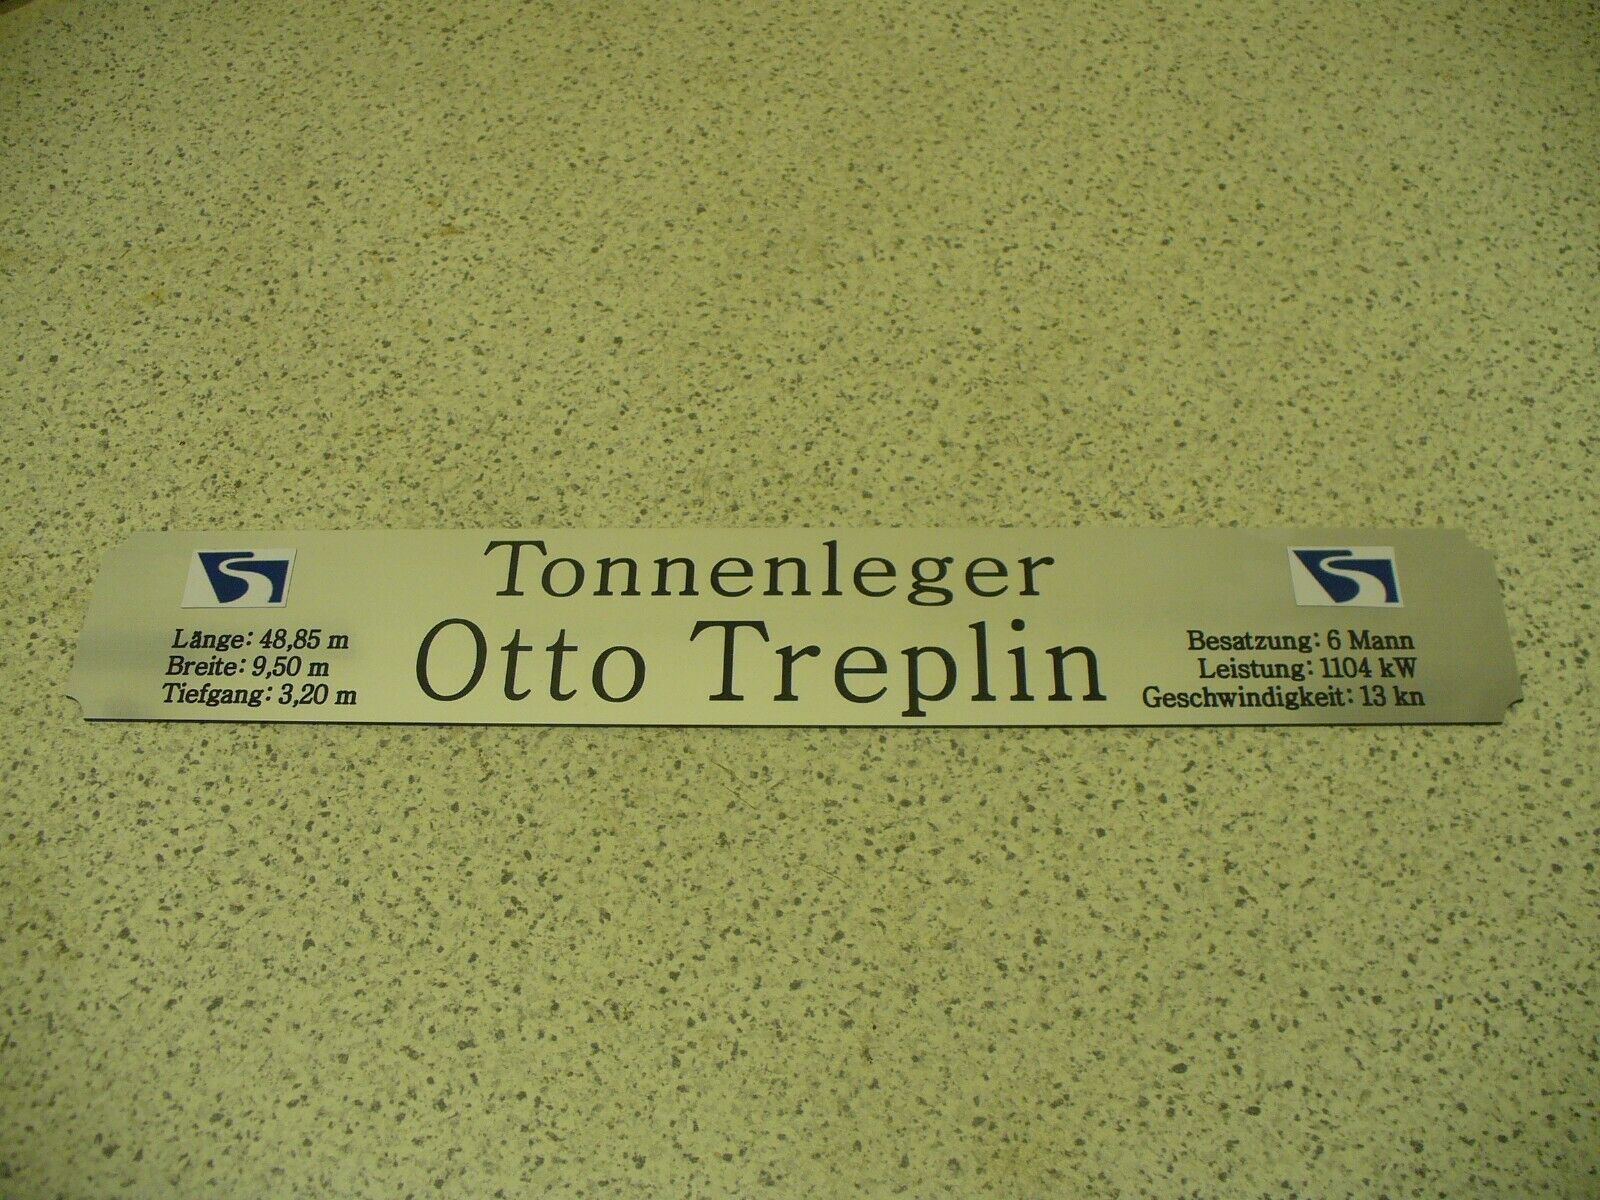 Tonnenleger
Otto Treplin
Länge: 48,85 m
Breite: 9,50 m
Tiefgang: 3,20 m
Besatzung: 6 Mann
Leistung: 1104 kW
Geschwindigkeit: 13 kn